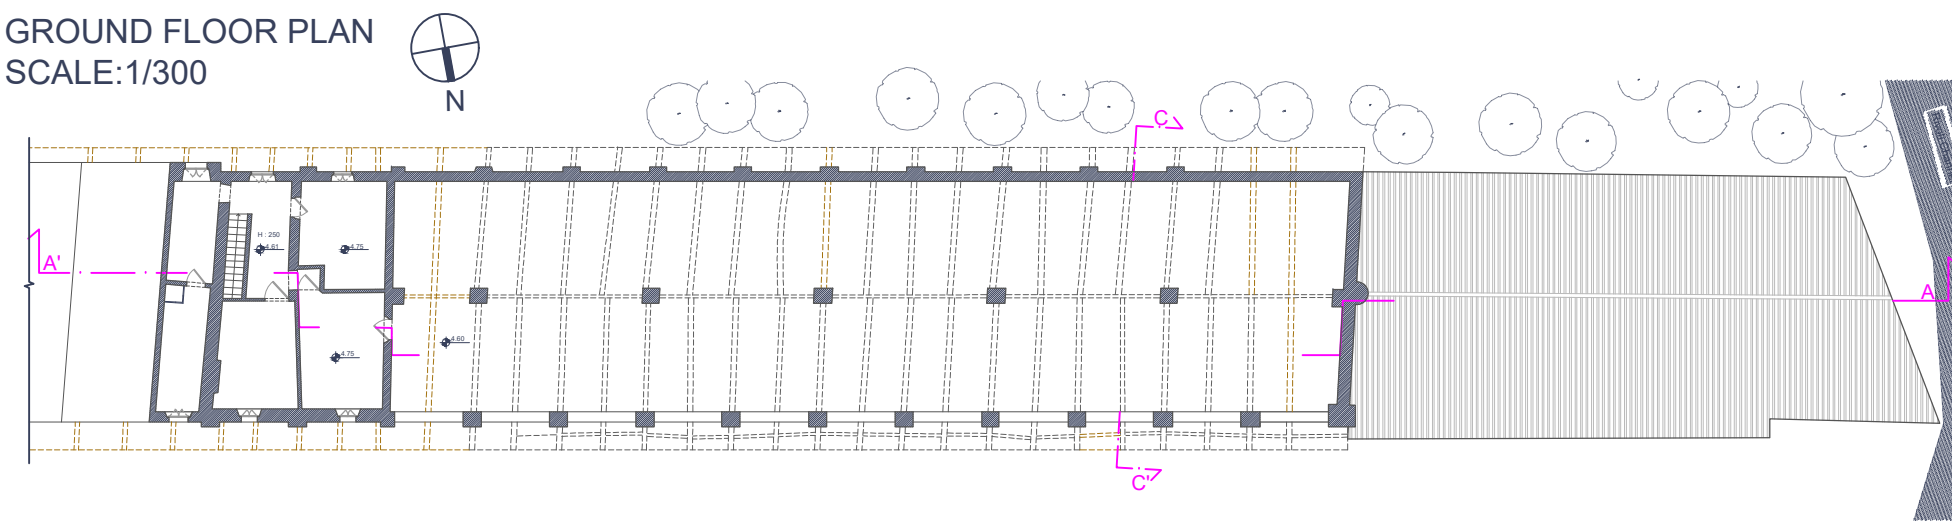 GROUND FLOOR PLAN
SCALE:1/300
N
C
H : 250
4.61
4.75
A'
A
4.60
4.75
C'